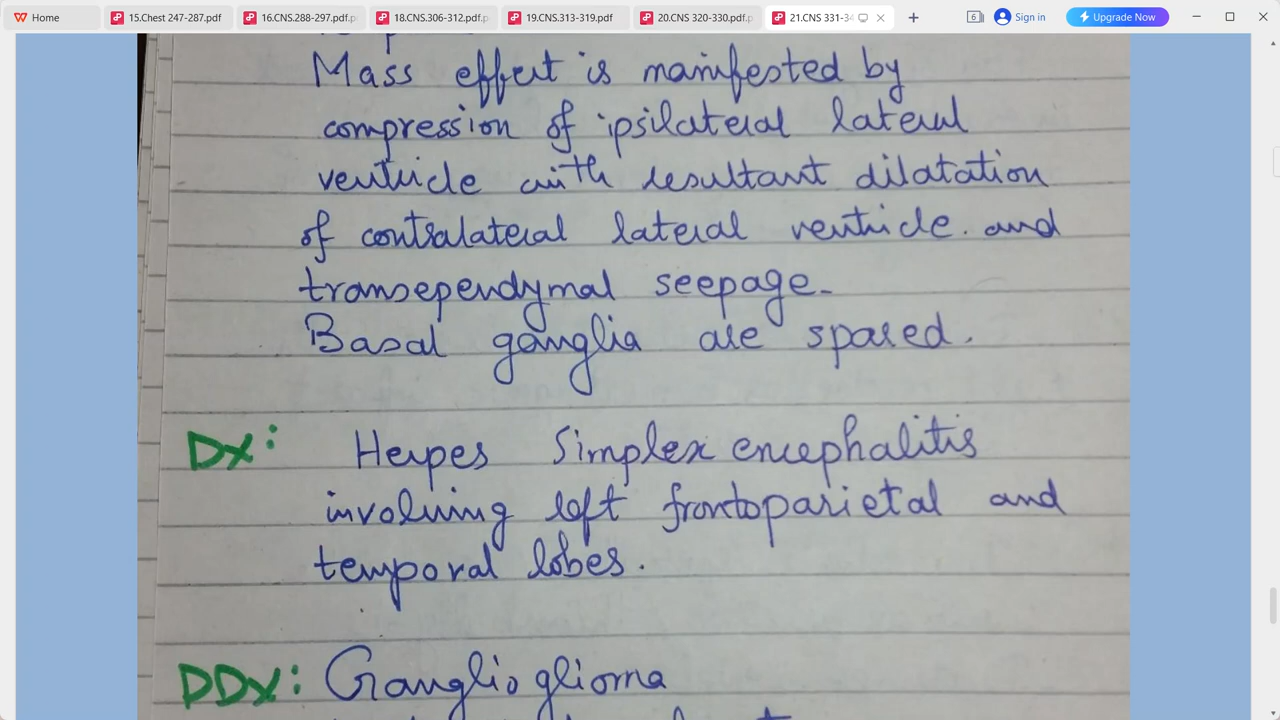 Home
15.Chest 247-287.pdf
16.CNS.288-297.pdf.p
18.CNS306-312.pdf.p
19.CNS.313-319.pdf
20.CNS 320-330.pdf.p
21.CNS 331-34
6
Sign in
Upgrade Now
Mass effect is manifested by
compression of ipsilateral lateral
ventricle with resultant dilatation
of contralateral lateral ventricle. and
transependymal seepage.
Basal ganglia are spared.
DX: Herpes Simplex encephalitis
involving left frontoparietal and
temporal lobes.
DDX: Ganglioglioma